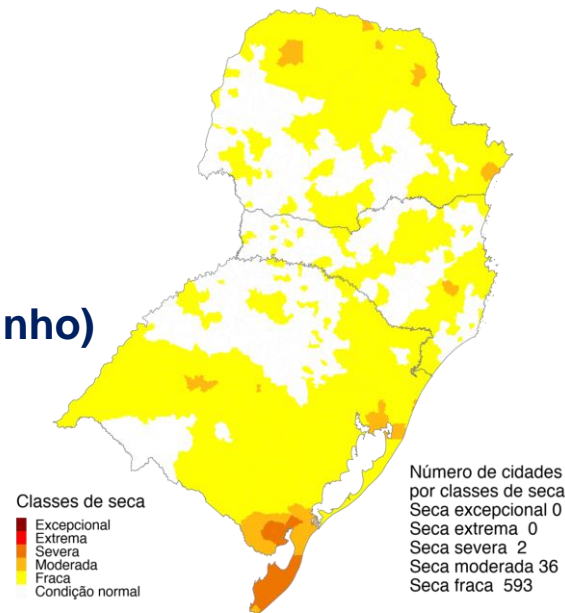 nho)
Classes de seca
Excepcional
Extrema
Severa
Moderada
Fraca
Condição normal
Número de cidades
por classes de seca
Seca excepcional 0
Seca extrema 0
Seca severa 2
Seca moderada 36
Seca fraca 593